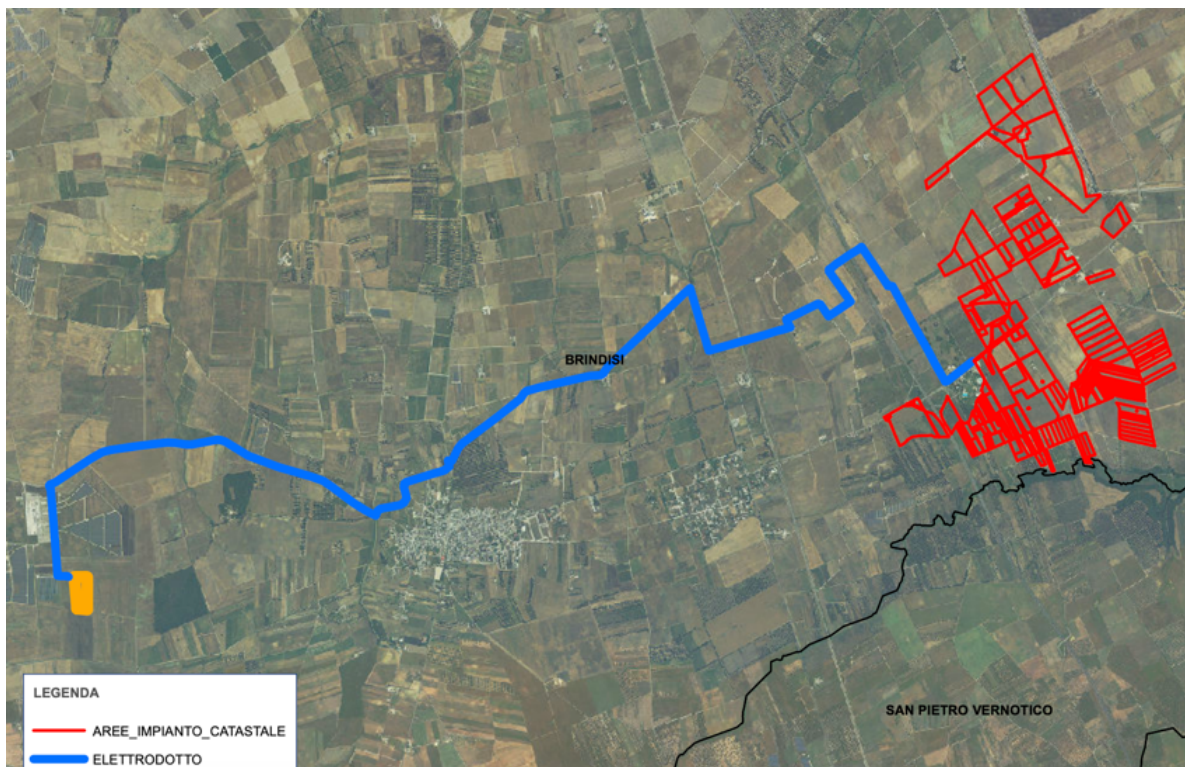 BRINDISI
SAN PIETRO VERNOTICO
LEGENDA
AREE_IMPIANTO_CATASTALE
ELETTRODOTTO